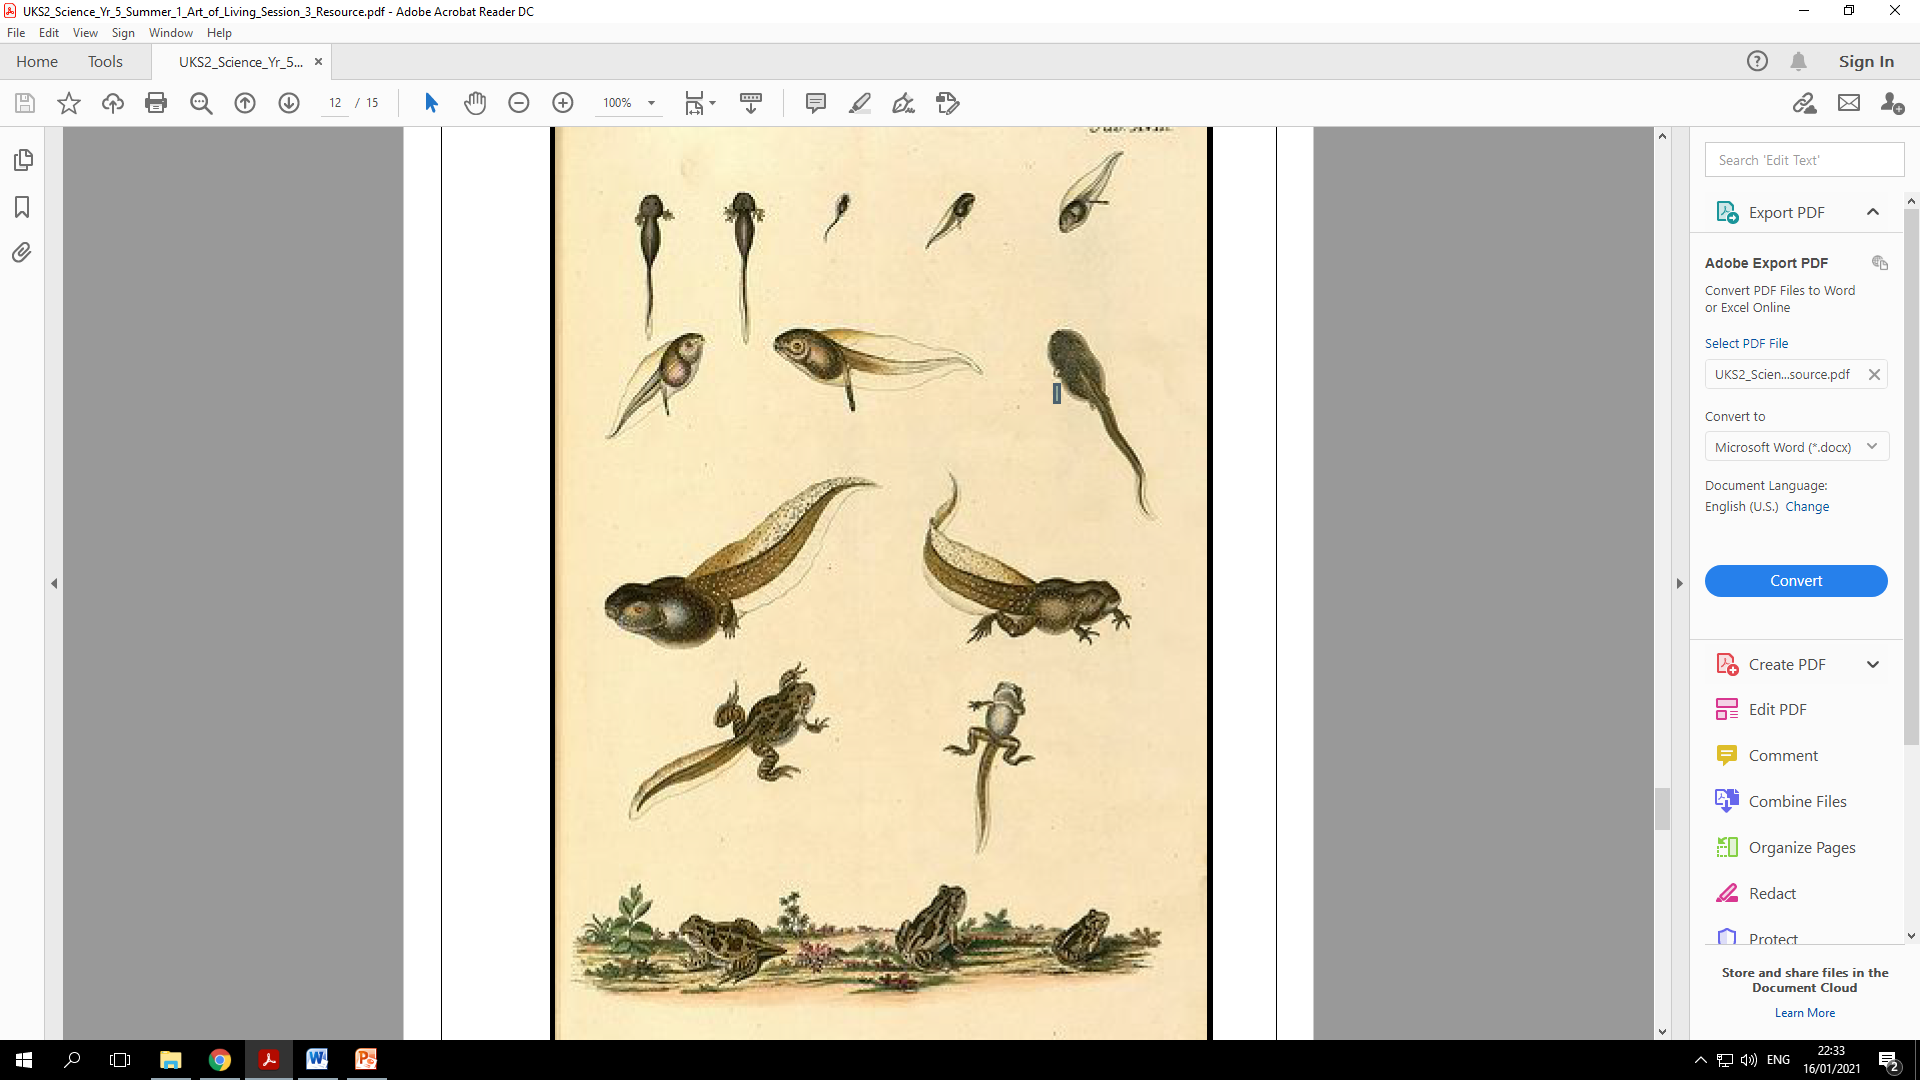 UKS2_Science_Yr_5_Summer_1_Art_of_Living_Session_3_Resource.pdf - Adobe Acrobat Reader DC
File Edit View Sign Window Help
Home Tools UKS2_Science_Yr_5... × Sign In
12 / 15 100%
Search 'Edit Text'
Export PDF
Adobe Export PDF
Convert PDF Files to Word
or Excel Online
Select PDF File
UKS2_Scien...source.pdf
Convert to
Microsoft Word (*.docx)
Document Language:
English (U.S.) Change
Convert
Create PDF
Edit PDF
Comment
Combine Files
Organize Pages
Redact
Protect
Store and share files in the
Document Cloud
Learn More
ENG
22:33
16/01/2021
2